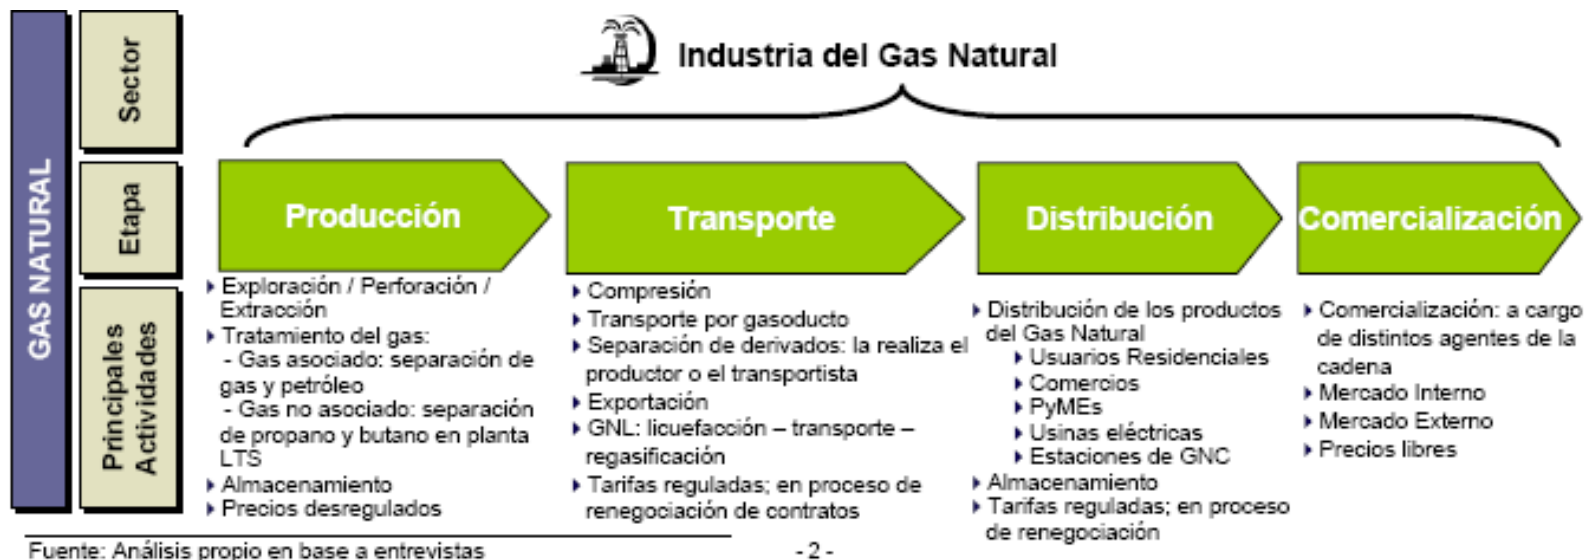 GAS NATURAL
Sector
Etapa
Principales
Actividades
Industria del Gas Natural
Producción
Exploración / Perforación /
Extracción
Tratamiento del gas:
- Gas asociado: separación de
gas y petróleo
- Gas no asociado: separación
de propano y butano en planta
LTS
Almacenamiento
Precios desregulados
Transporte
Compresión
Transporte por gasoducto
Separación de derivados: la realiza el
productor o el transportista
Exportación
GNL: licuefacción – transporte –
regasificación
Tarifas reguladas; en proceso de
renegociación de contratos
Distribución
Distribución de los productos
del Gas Natural
Usuarios Residenciales
Comercios
PyMEs
Usinas eléctricas
Estaciones de GNC
Almacenamiento
Tarifas reguladas; en proceso
de renegociación
Comercialización
Comercialización: a cargo
de distintos agentes de la
cadena
Mercado Interno
Mercado Externo
Precios libres
Fuente: Análisis propio en base a entrevistas
- 2 -